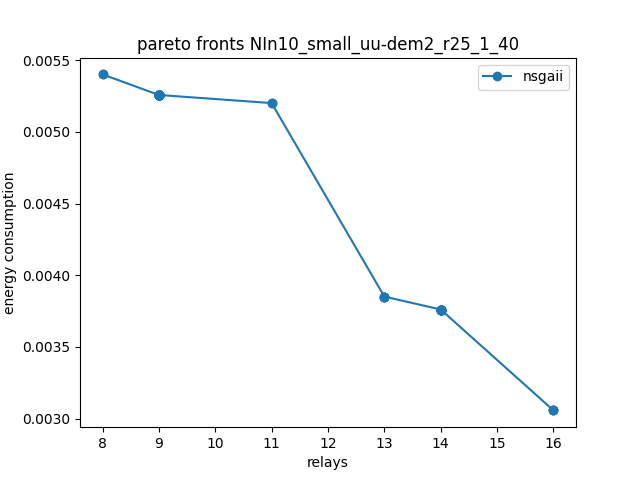 pareto fronts NIn10_small_uu-dem2_r25_1_40
nsgaii
energy consumption
0.0055
0.0050
0.0045
0.0040
0.0035
0.0030
8 9 10 11 12 13 14 15 16
relays